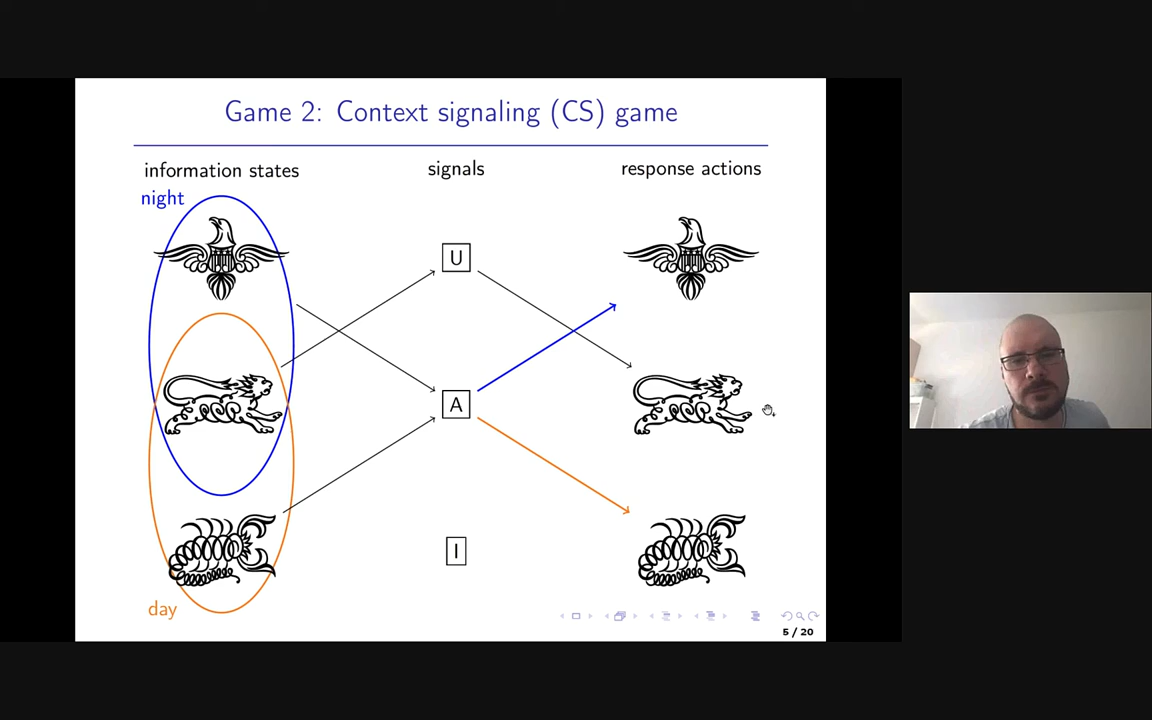 Game 2: Context signaling (CS) game
information states
signals
response actions
night
U
A
I
day
5 / 20